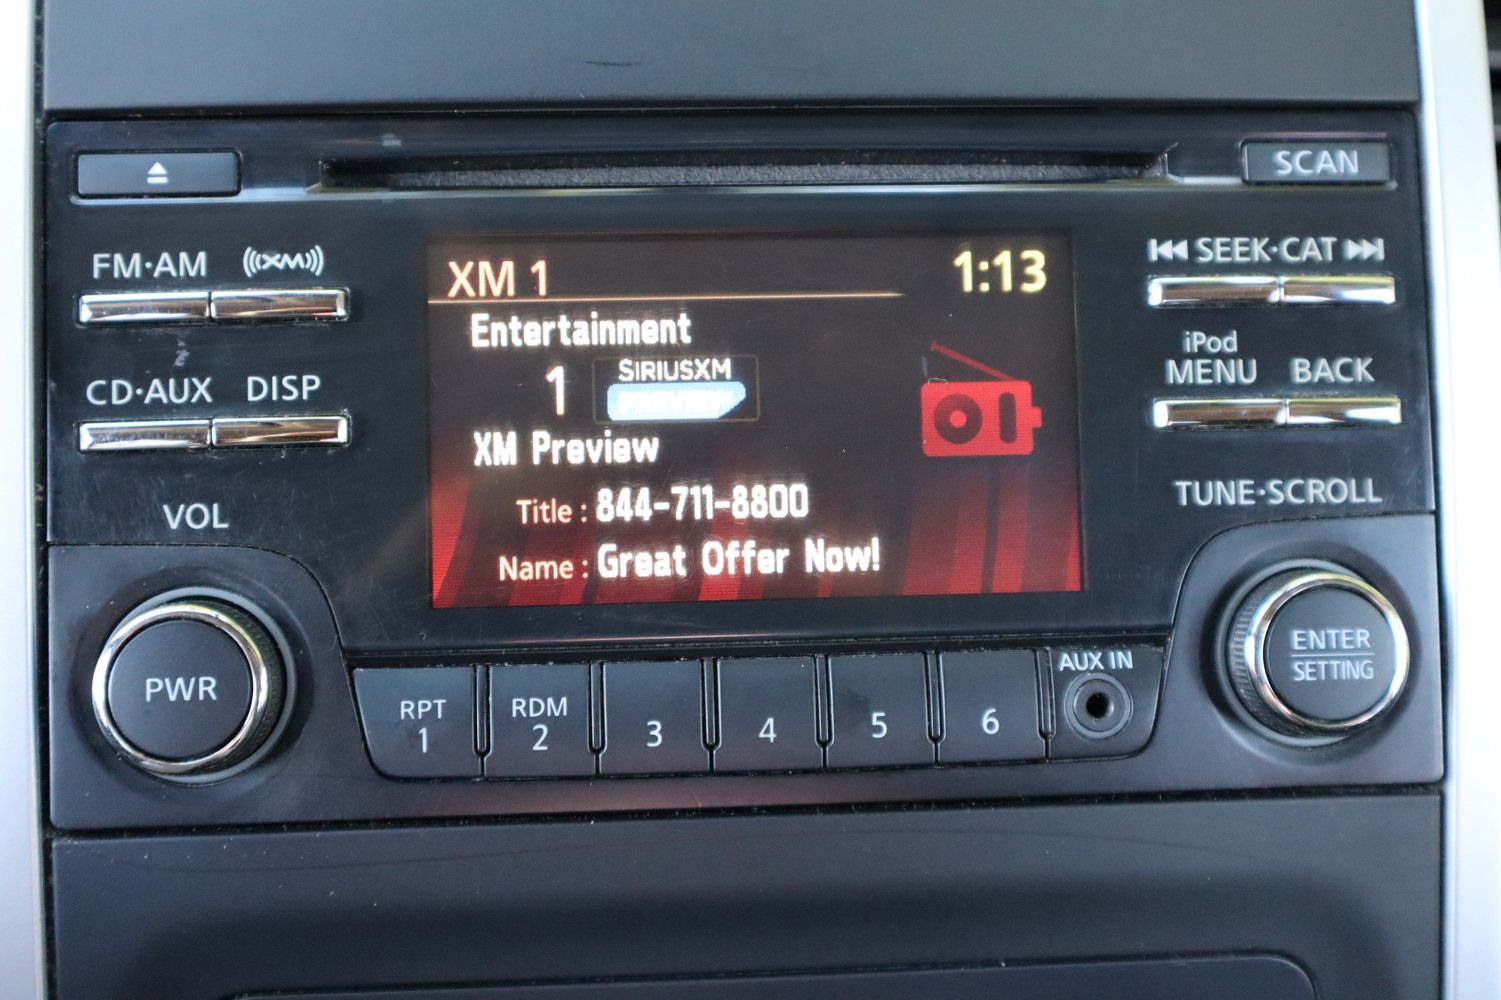 SCAN
FM·AM
(((XM)))
SEEK·CAT
XM 1
1:13
Entertainment
iPod
MENU
BACK
CD·AUX
DISP
1
SIRIUSXM
PREVIEW
XM Preview
Title : 844-711-8800
Name : Great Offer Now!
VOL
TUNE·SCROLL
PWR
ENTER
SETTING
RPT
1
RDM
2
3
4
5
6
AUX IN